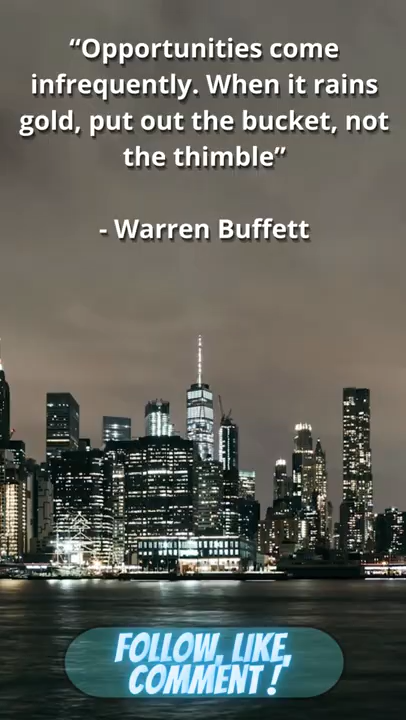 “Opportunities come
infrequently. When it rains
gold, put out the bucket, not
the thimble”
- Warren Buffett
FOLLOW, LIKE,
COMMENT !